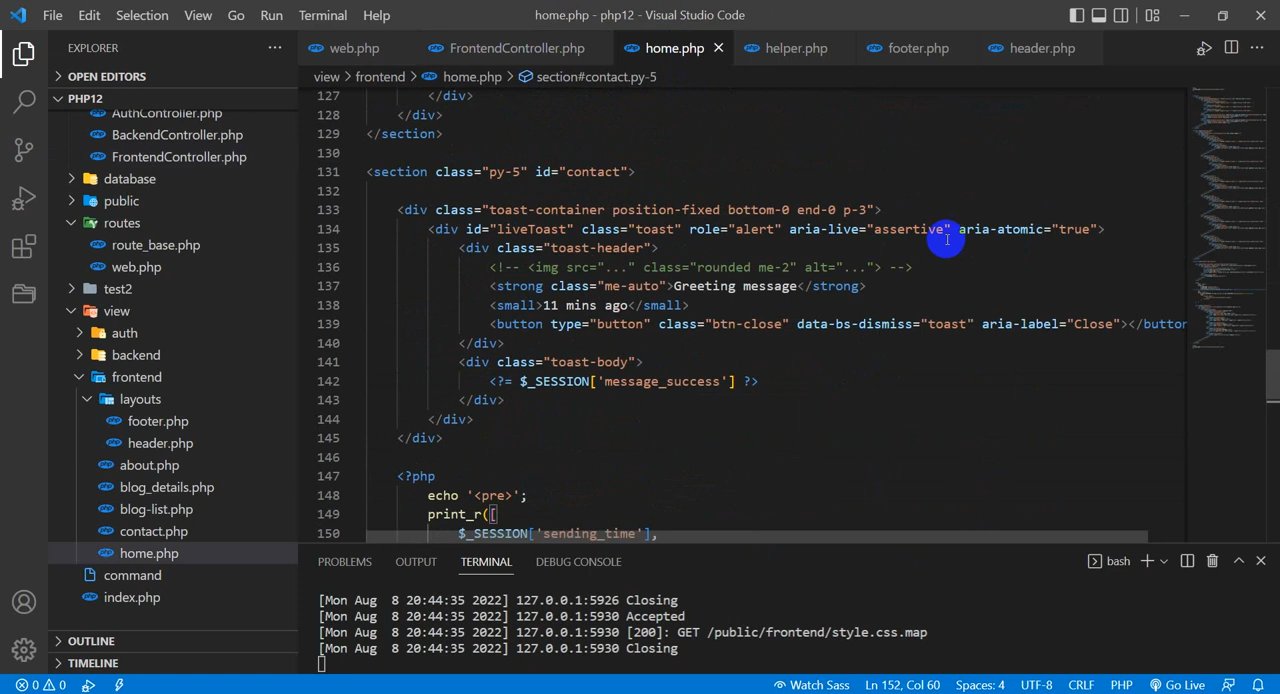 File Edit Selection View Go Run Terminal Help home.php - php12 - Visual Studio Code
EXPLORER
OPEN EDITORS
PHP12
AuthController.php
BackendController.php
FrontendController.php
database
public
routes
route_base.php
web.php
test2
view
auth
backend
frontend
layouts
footer.php
header.php
about.php
blog_details.php
blog-list.php
contact.php
home.php
command
index.php
OUTLINE
TIMELINE
web.php FrontendController.php home.php helper.php footer.php header.php
view > frontend > home.php > section#contact.py-5
127 </div>
128 </div>
129 </section>
130
131 <section class="py-5" id="contact">
132
133 <div class="toast-container position-fixed bottom-0 end-0 p-3">
134 <div id="liveToast" class="toast" role="alert" aria-live="assertive" aria-atomic="true">
135 <div class="toast-header">
136 <!-- <img src="..." class="rounded me-2" alt="..."> -->
137 <strong class="me-auto">Greeting message</strong>
138 <small>11 mins ago</small>
139 <button type="button" class="btn-close" data-bs-dismiss="toast" aria-label="Close"></button
140 </div>
141 <div class="toast-body">
142 <?= $_SESSION['message_success'] ?>
143 </div>
144 </div>
145 </div>
146
147 <?php
148 echo '<pre>';
149 print_r([
150 $_SESSION['sending_time'],
PROBLEMS OUTPUT TERMINAL DEBUG CONSOLE bash
[Mon Aug  8 20:44:35 2022] 127.0.0.1:5926 Closing
[Mon Aug  8 20:44:35 2022] 127.0.0.1:5930 Accepted
[Mon Aug  8 20:44:35 2022] 127.0.0.1:5930 [200]: GET /public/frontend/style.css.map
[Mon Aug  8 20:44:35 2022] 127.0.0.1:5930 Closing
0 0 Watch Sass Ln 152, Col 60 Spaces: 4 UTF-8 CRLF PHP Go Live